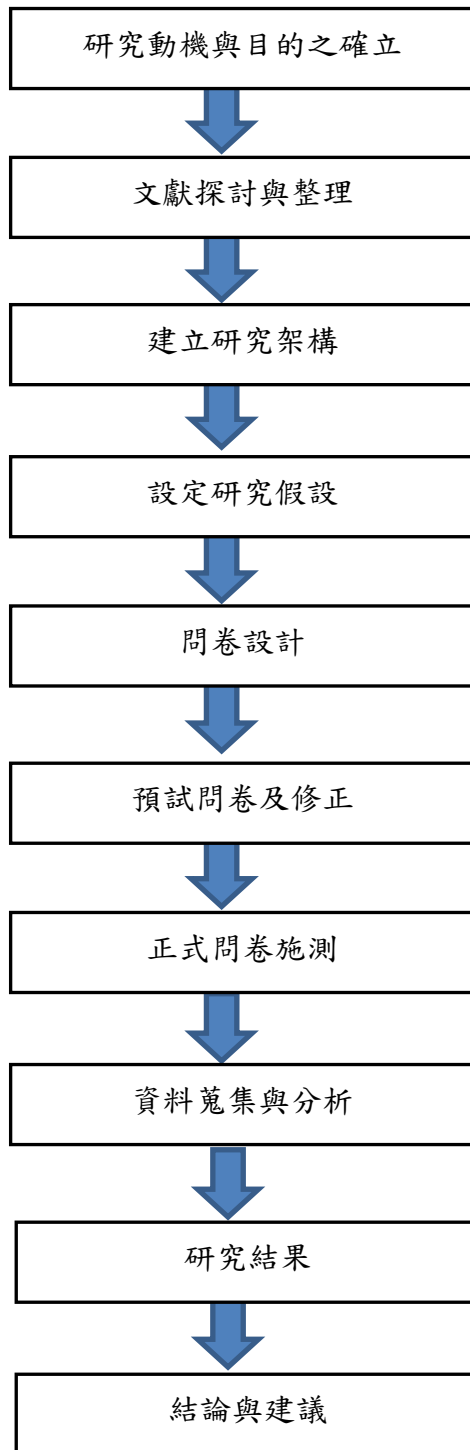 研究動機與目的之確立
文獻探討與整理
建立研究架構
設定研究假設
問卷設計
預試問卷及修正
正式問卷施測
資料蒐集與分析
研究結果
結論與建議